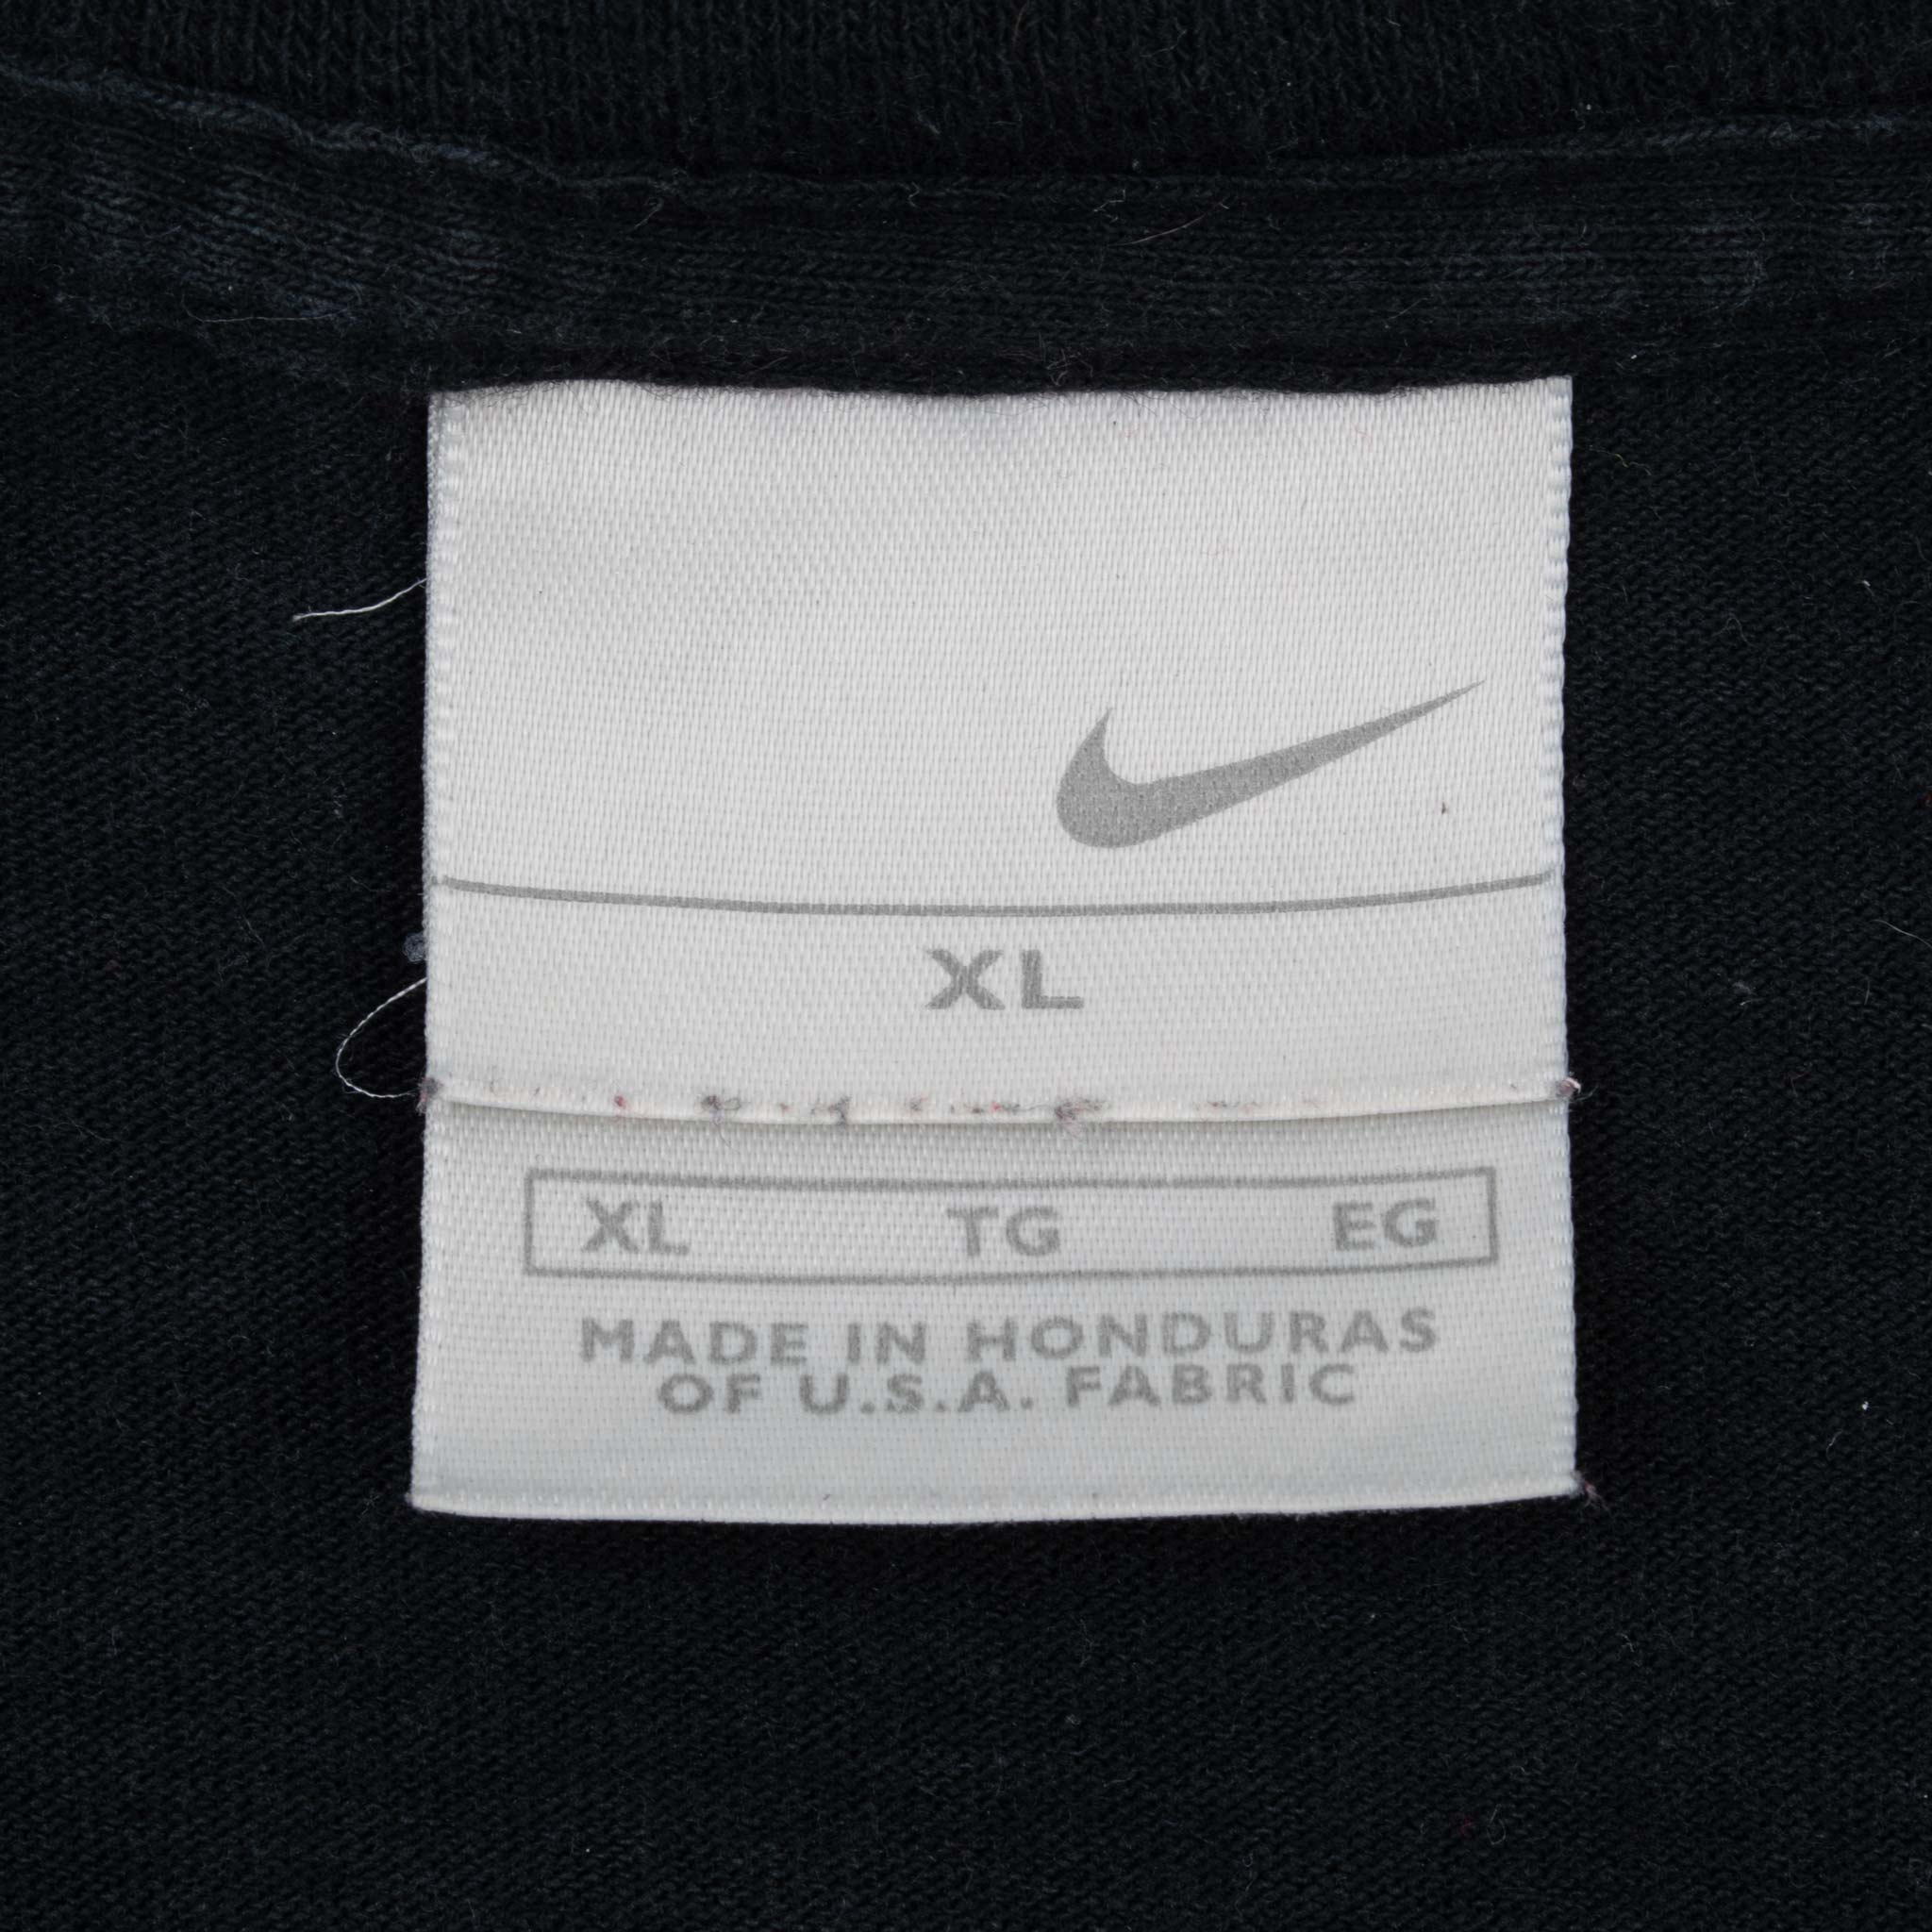 XL
XL TG EG
MADE IN HONDURAS
OF U.S.A. FABRIC